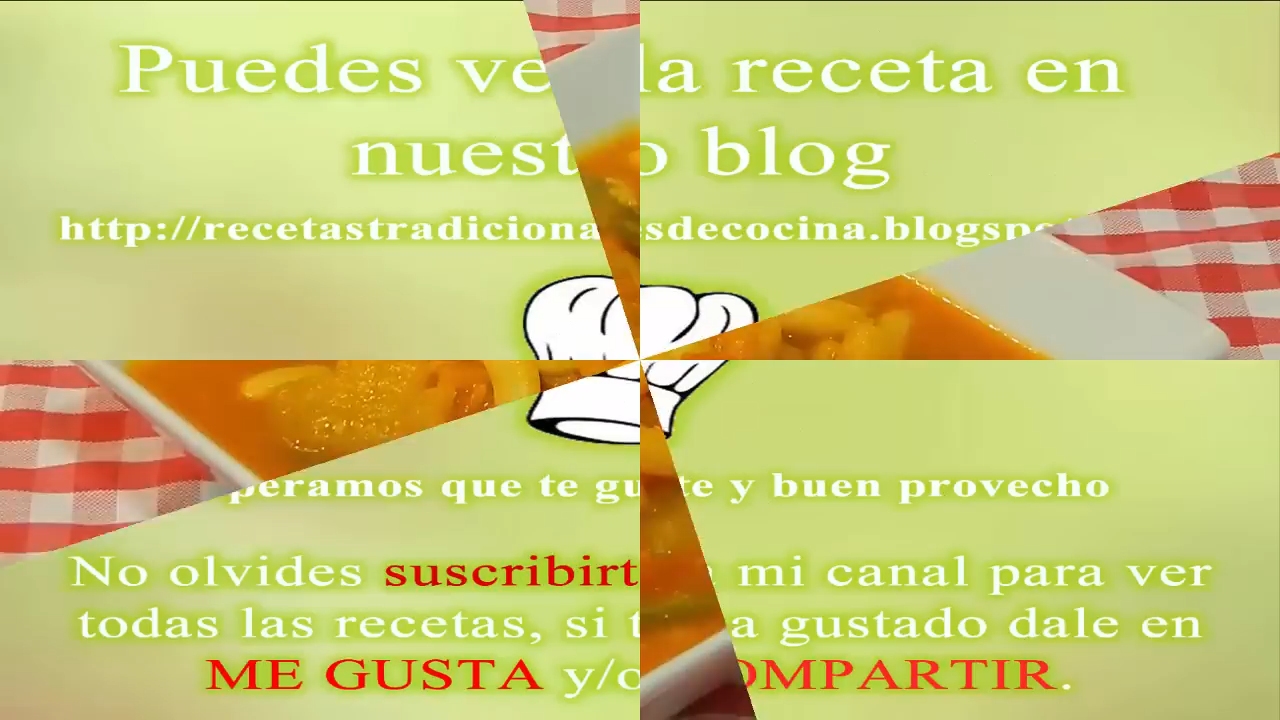 Puedes ve la receta en
nuest o blog
http://recetastradiciona esdecocina.blogspo
peramos que te gu te y buen provecho
No olvides suscribirt a mi canal para ver
todas las recetas, si t a gustado dale en
ME GUSTA y/o OMPARTIR.